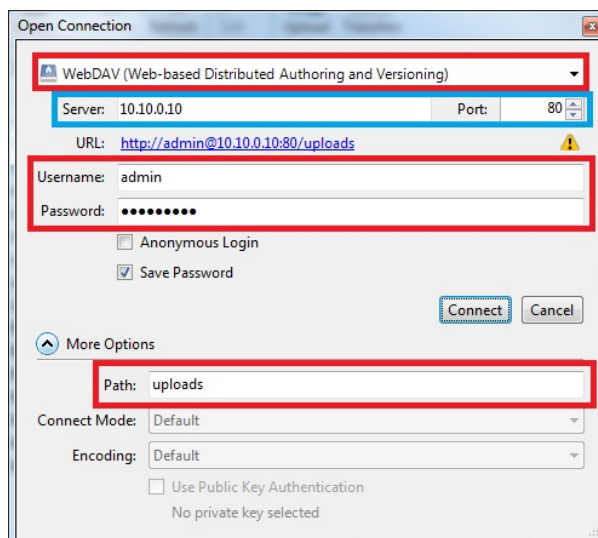 Open Connection
WebDAV (Web-based Distributed Authoring and Versioning)
Server: 10.10.0.10 Port: 80
URL: http://admin@10.10.0.10:80/uploads
Username: admin
Password: •••••••••
Anonymous Login
Save Password
Connect Cancel
More Options
Path: uploads
Connect Mode: Default
Encoding: Default
Use Public Key Authentication
No private key selected